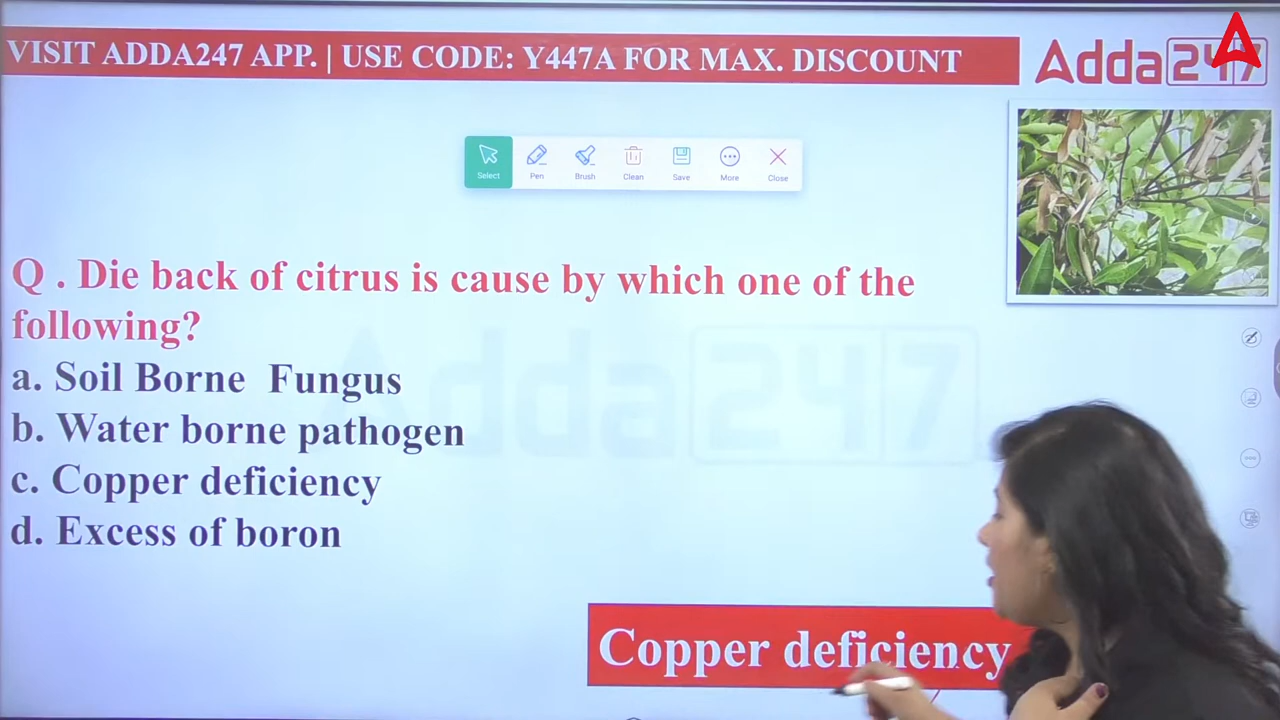 VISIT ADDA247 APP. | USE CODE: Y447A FOR MAX. DISCOUNT
Adda247
Select Pen Brush Clean Save More Close
Q . Die back of citrus is cause by which one of the
following?
a. Soil Borne Fungus
b. Water borne pathogen
c. Copper deficiency
d. Excess of boron
Adda247
Copper deficiency